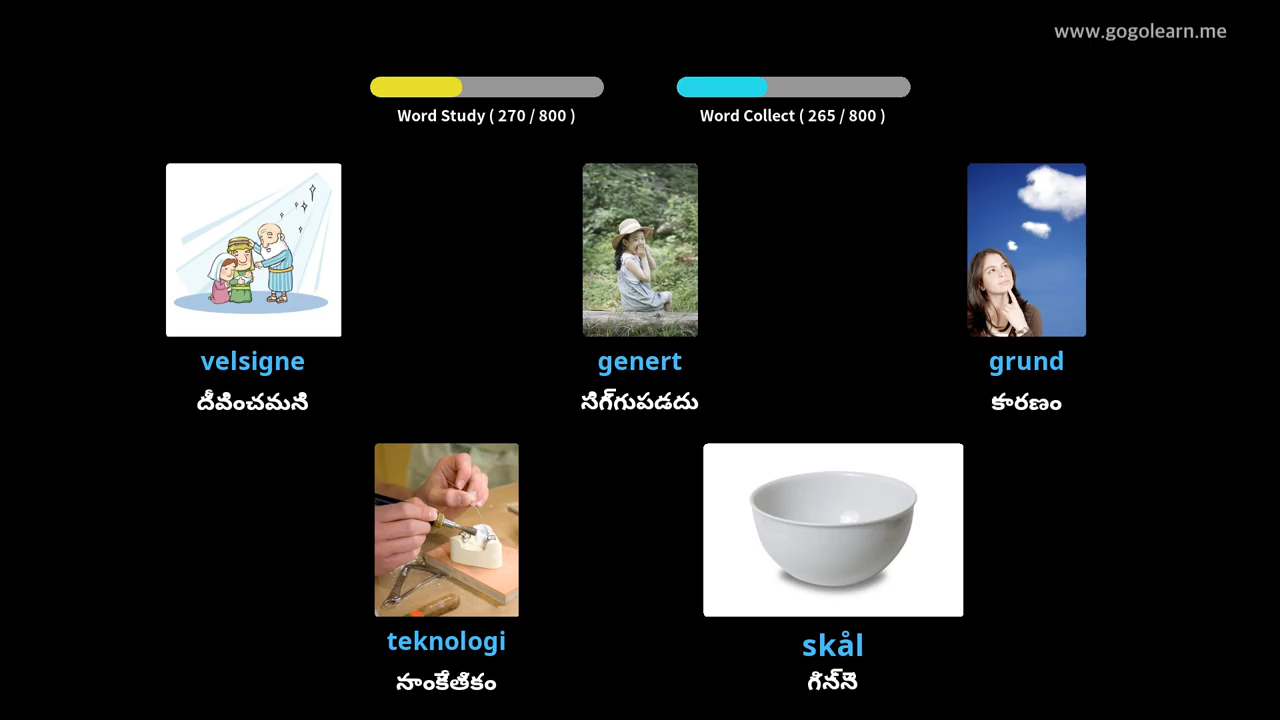 www.gogolearn.me
Word Study ( 270 / 800 )
Word Collect ( 265 / 800 )
velsigne
దీవించమని
genert
సిగ్గుపడదు
grund
కారణం
teknologi
సాంకేతికం
skål
గిన్నె